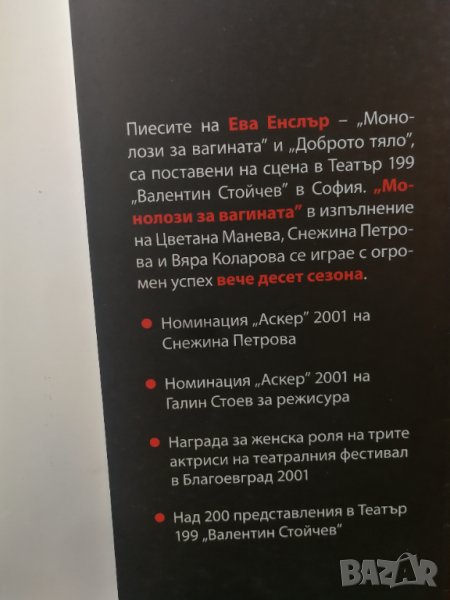 Пиесите на Ева Енслър – „Моно-
лози за вагината” и „Доброто тяло”,
са поставени на сцена в Театър 199
„Валентин Стойчев” в София. „Мо-
нолози за вагината” в изпълнение
на Цветана Манева, Снежина Петро-
ва и Вяра Коларова се играе с огро-
мен успех вече десет сезона.
• Номинация „Аскер” 2001 на
Снежина Петрова
• Номинация „Аскер” 2001 на
Галин Стоев за режисура
• Награда за женска роля на трите
актриси на театралния фестивал
в Благоевград 2001
• Над 200 представления в Театър
199 „Валентин Стойчев”
BAZAR